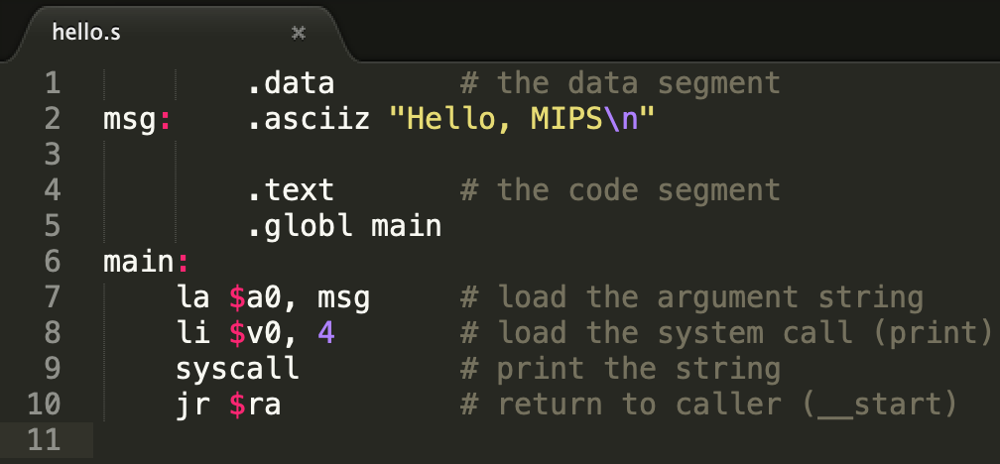 hello.s ×
1 .data # the data segment
2 msg: .asciiz "Hello, MIPS\n"
3
4 .text # the code segment
5 .globl main
6 main:
7 la $a0, msg # load the argument string
8 li $v0, 4 # load the system call (print)
9 syscall # print the string
10 jr $ra # return to caller (__start)
11